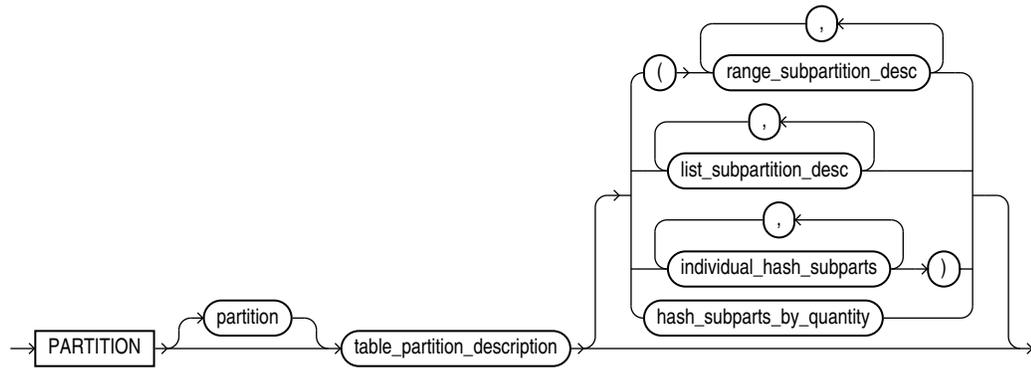 ,
( range_subpartition_desc
,
list_subpartition_desc
,
individual_hash_subparts )
partition hash_subparts_by_quantity
PARTITION table_partition_description